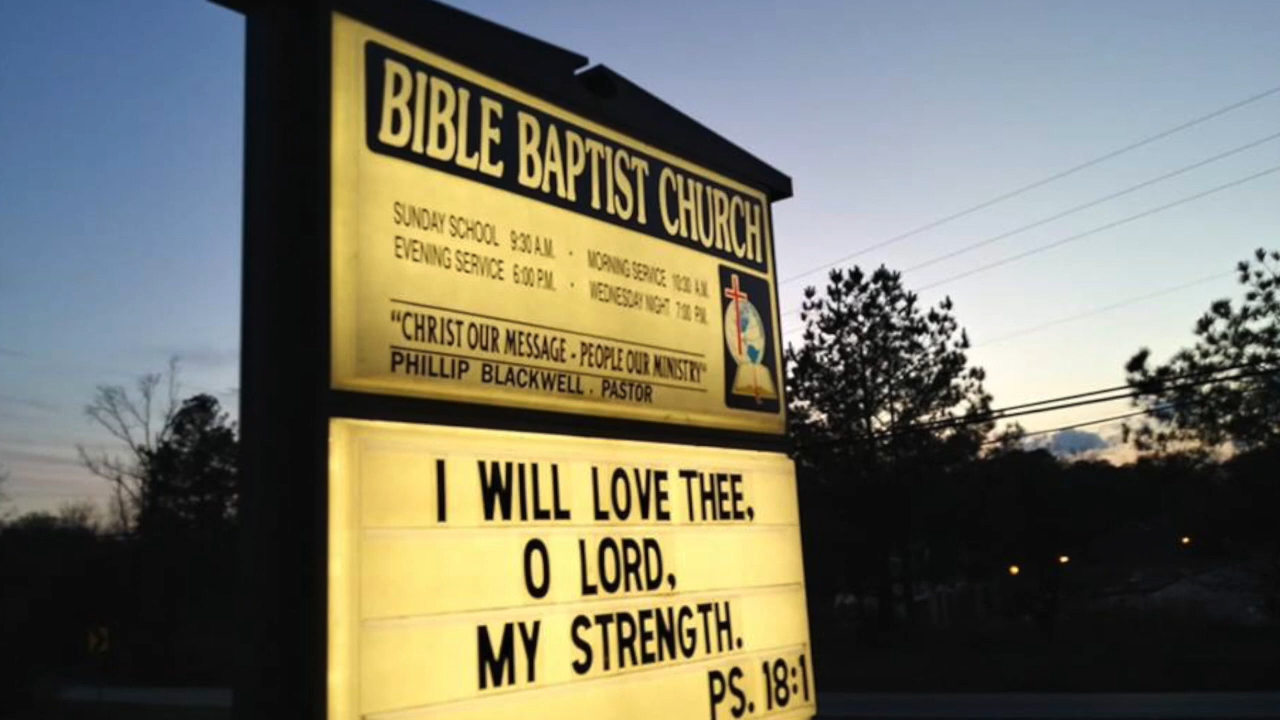 BIBLE BAPTIST CHURCH
SUNDAY SCHOOL 9:30 A.M. · MORNING SERVICE 10:30 A.M.
EVENING SERVICE 6:00 P.M. · WEDNESDAY NIGHT 7:00 P.M.
"CHRIST OUR MESSAGE - PEOPLE OUR MINISTRY"
PHILLIP BLACKWELL, PASTOR
I WILL LOVE THEE,
O LORD,
MY STRENGTH.
PS. 18:1